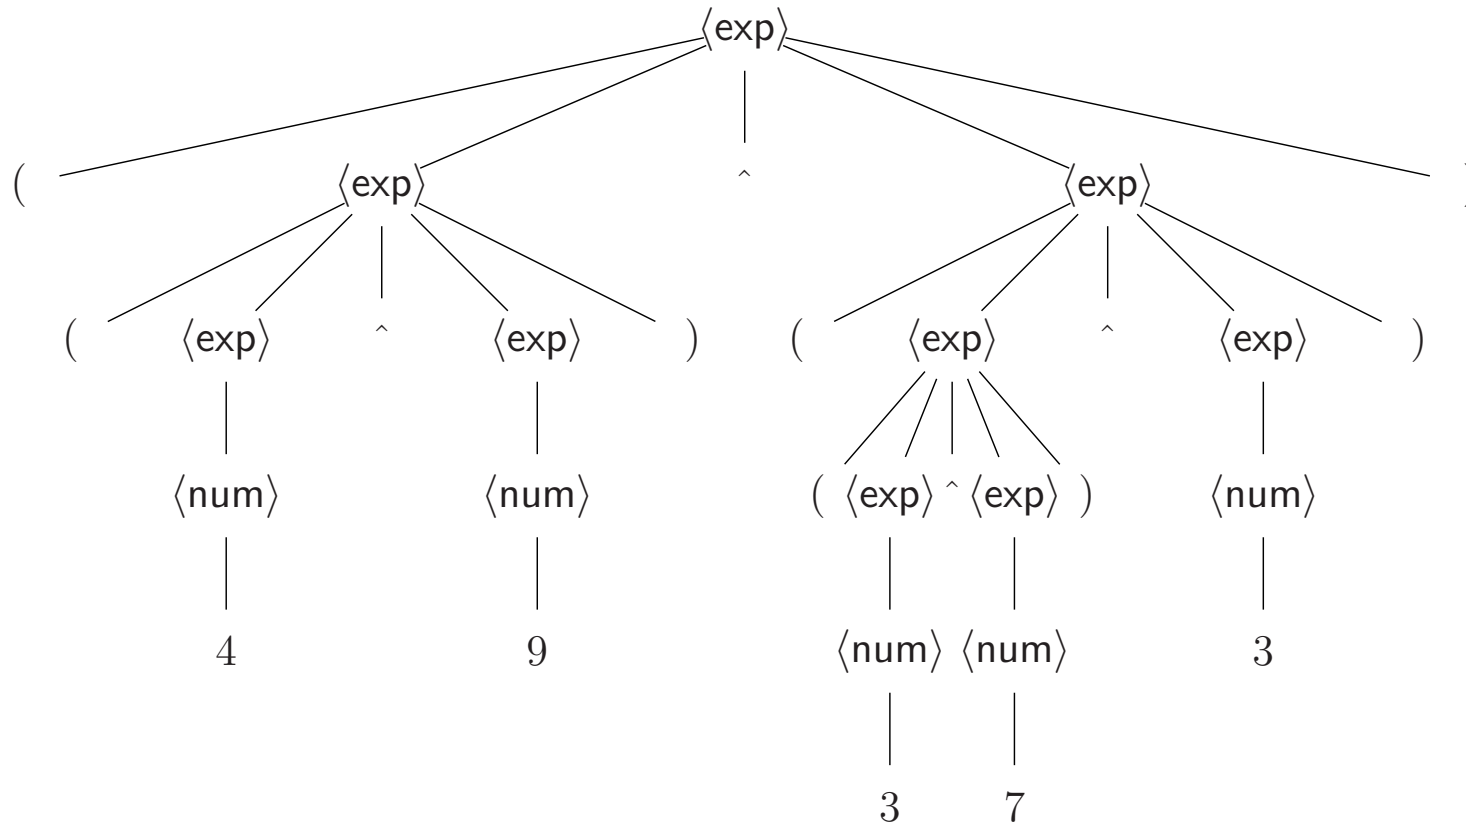 ⟨exp⟩
( ⟨exp⟩ ^ ⟨exp⟩ )
( ⟨exp⟩ ^ ⟨exp⟩ ) ( ⟨exp⟩ ^ ⟨exp⟩ )
⟨num⟩ ⟨num⟩ ( ⟨exp⟩ ^ ⟨exp⟩ ) ⟨num⟩
4 9 ⟨num⟩ ⟨num⟩ 3
3 7